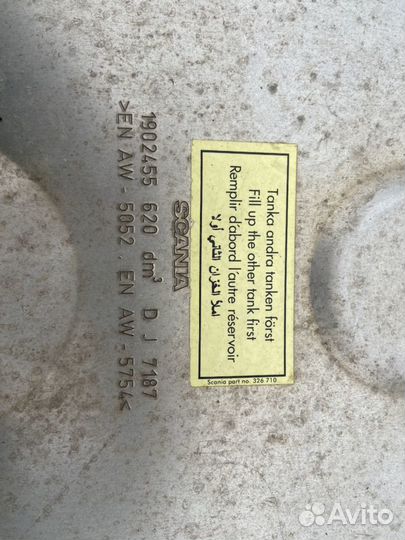 SCANIA
1902455 620 dm³ D J 7187
>EN AW - 5052 . EN AW - 5754<
Tanka andra tanken först
Fill up the other tank first
Remplir d'abord l'autre réservoir
املأ الخزان الثاني أولا
Scania part no. 326 710
Avito